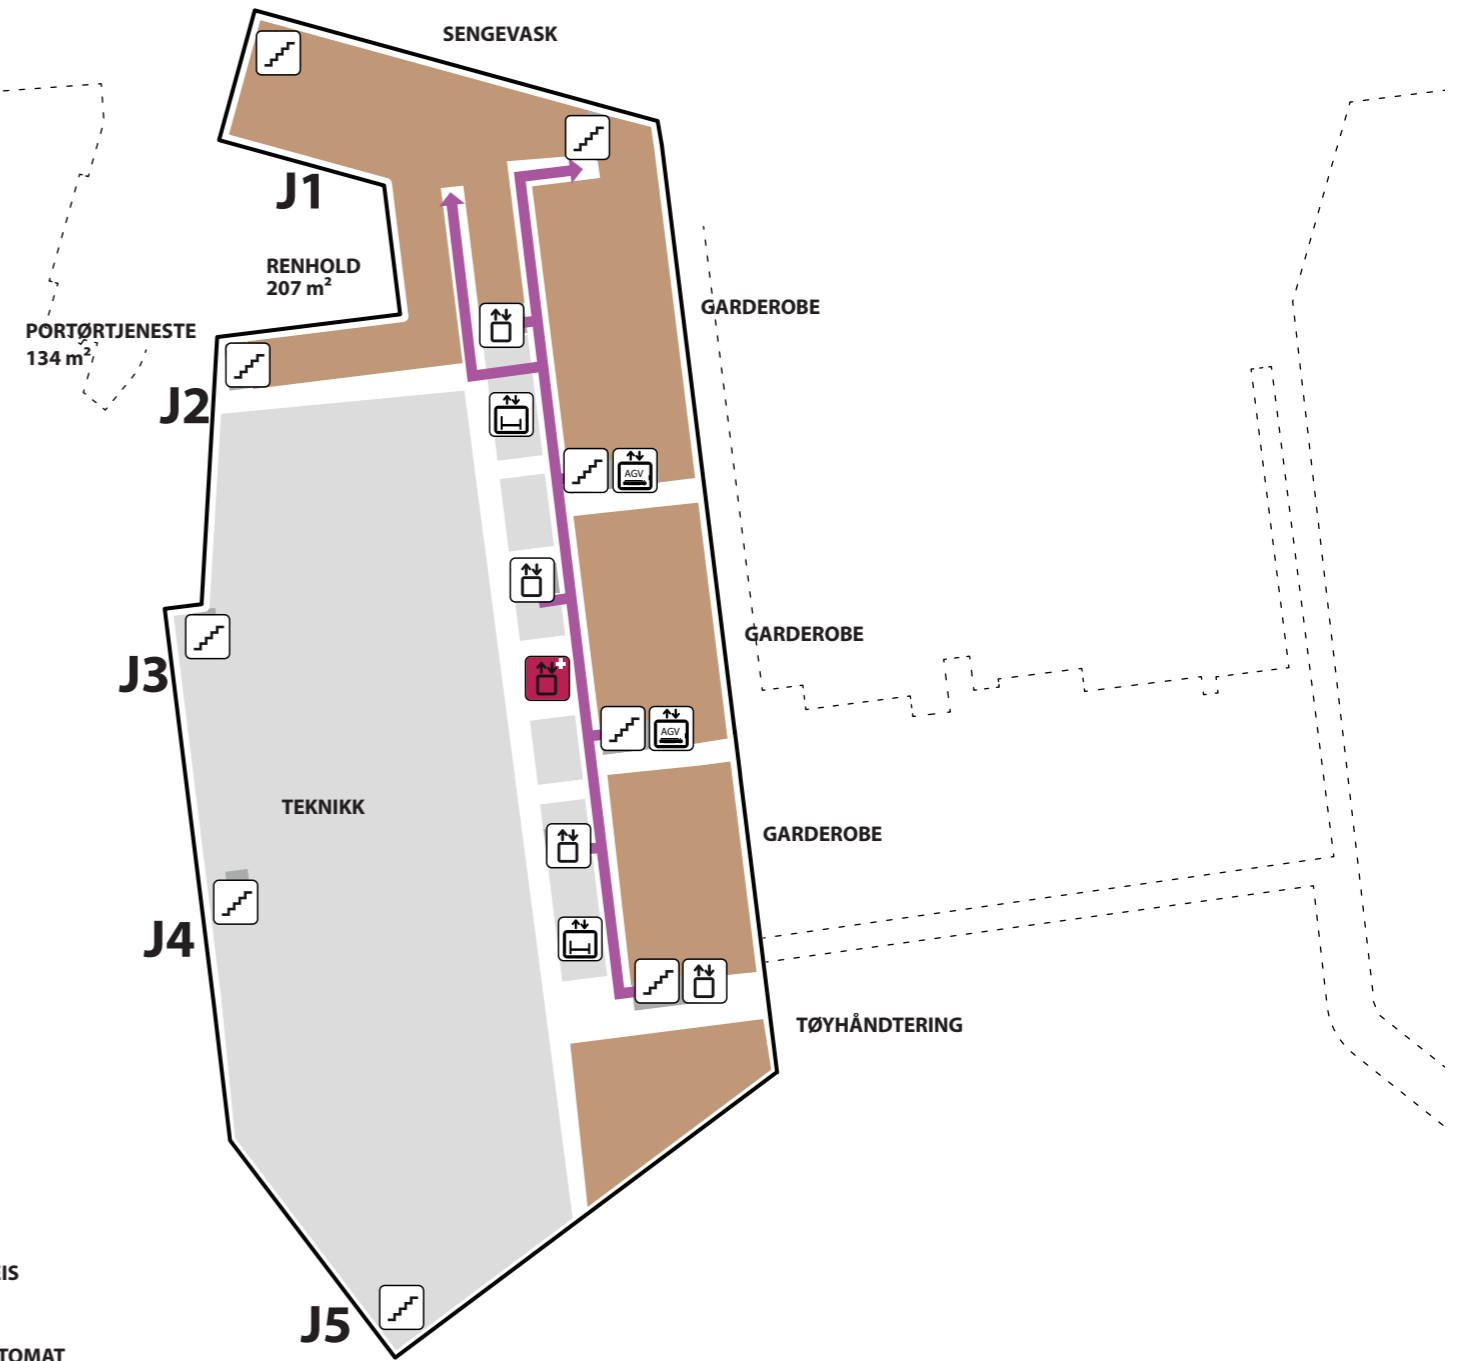 SENGEVASK
J1
RENHOLD
207 m²
GARDEROBE
PORTØRTJENESTE
134 m²
J2
AGV
GARDEROBE
J3
AGV
TEKNIKK
GARDEROBE
J4
TØYHÅNDTERING
J5